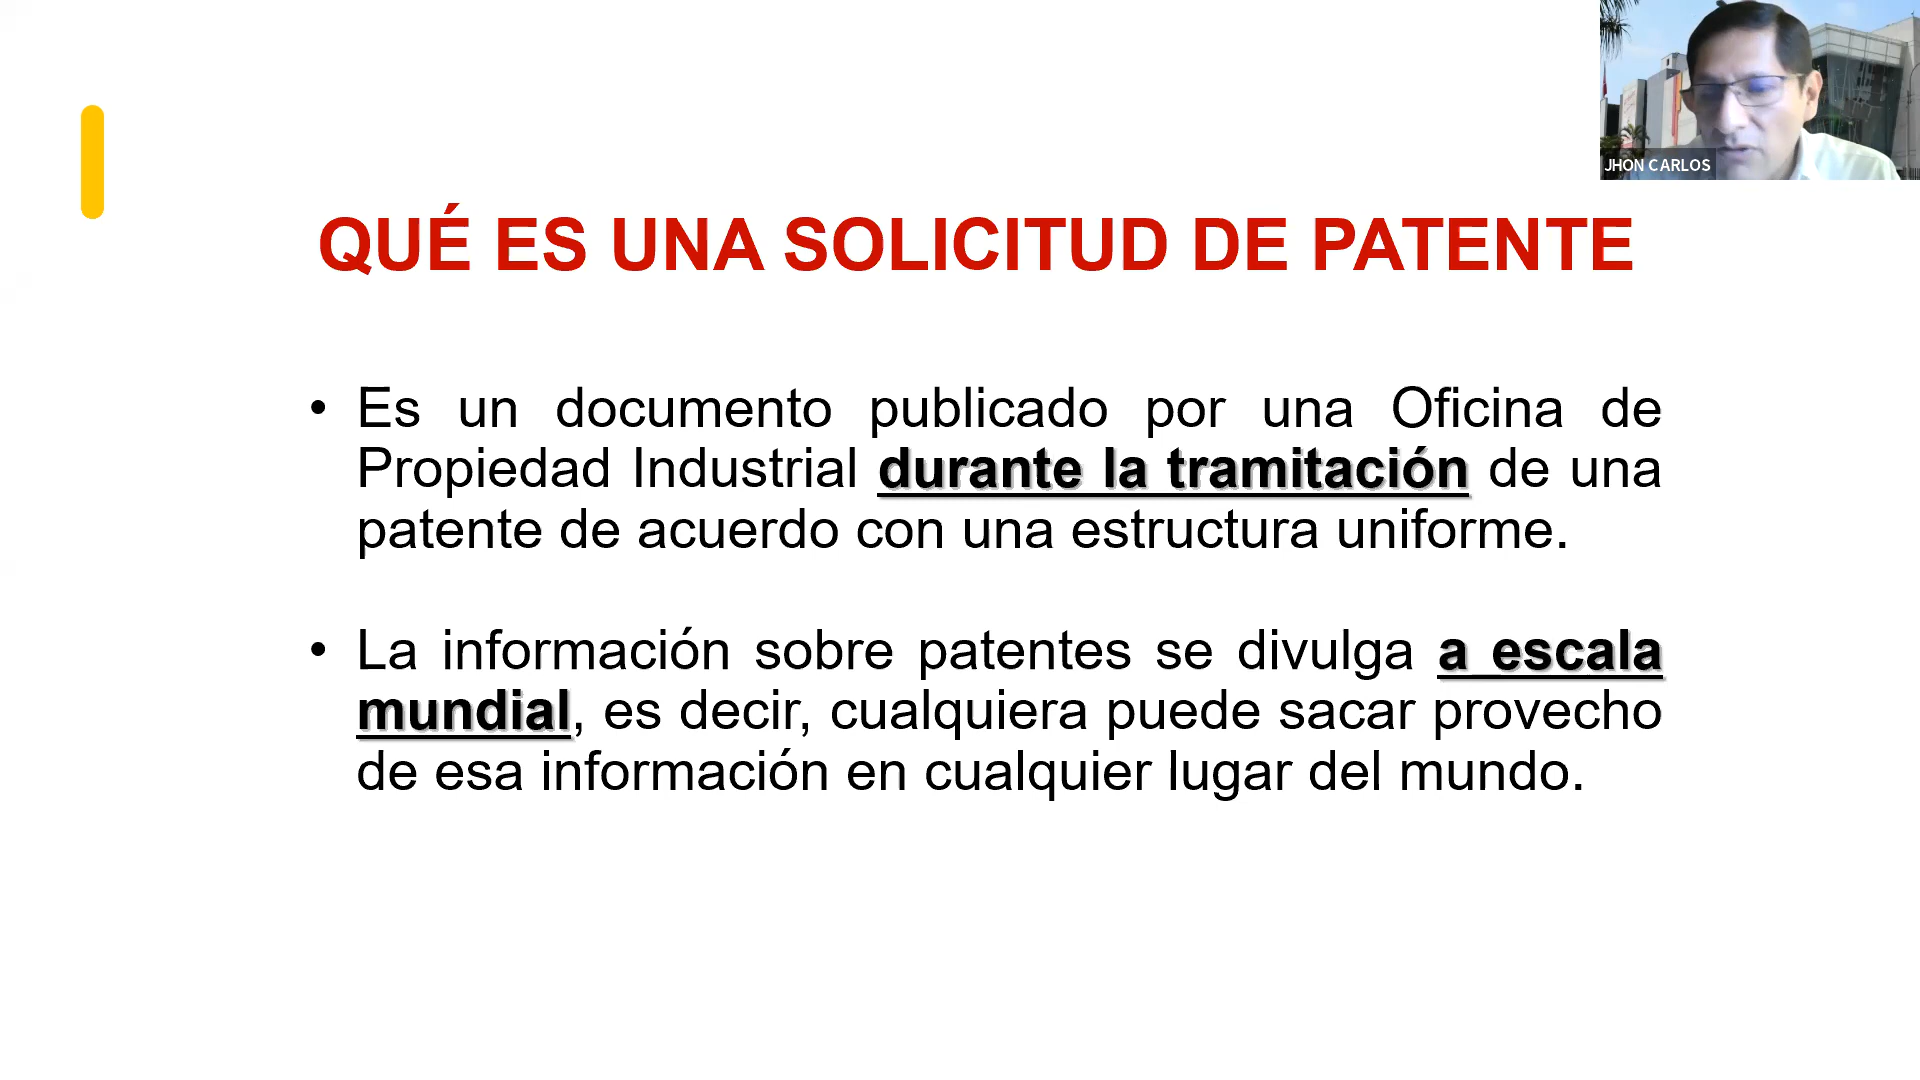 JHON CARLOS
QUÉ ES UNA SOLICITUD DE PATENTE
• Es un documento publicado por una Oficina de
Propiedad Industrial durante la tramitación de una
patente de acuerdo con una estructura uniforme.
• La información sobre patentes se divulga a escala
mundial, es decir, cualquiera puede sacar provecho
de esa información en cualquier lugar del mundo.